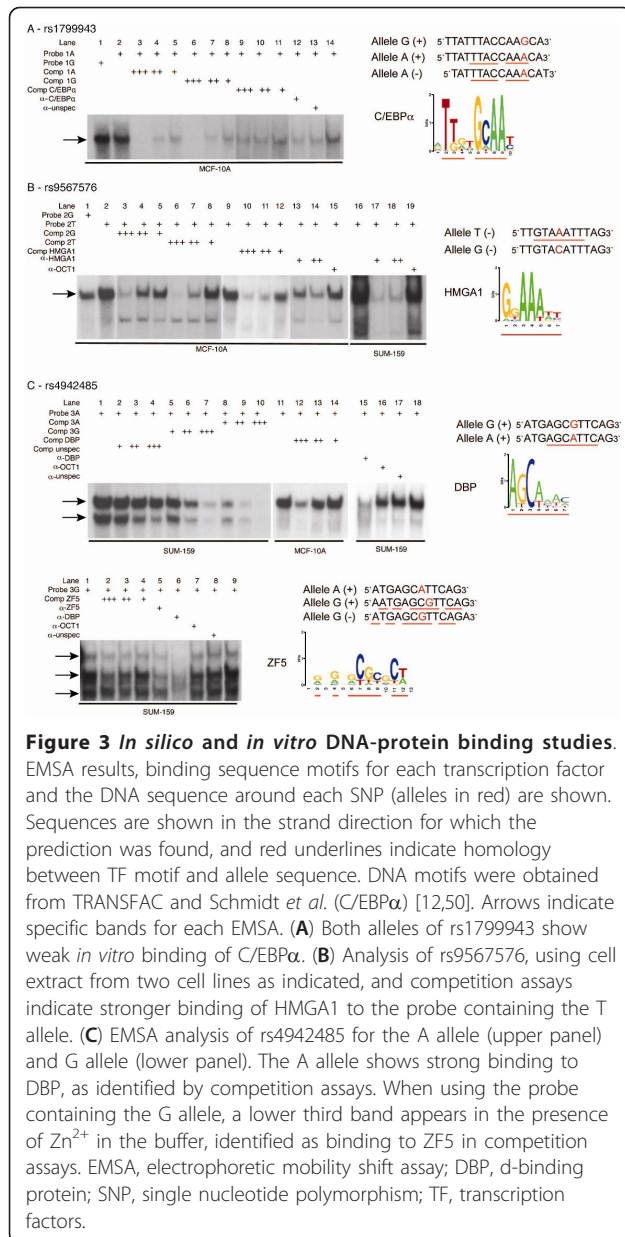 A - rs1799943
Lane 1 2 3 4 5 6 7 8 9 10 11 12 13 14
Probe 1A + + + + + + + + + + + + +
Probe 1G +
Comp 1A +++ ++ +
Comp 1G +++ ++ +
Comp C/EBPα +++ ++ +
α-C/EBPα +
α-unspec +
MCF-10A
Allele G (+) 5'TTATTTACCAAGCA3'
Allele A (+) 5'TTATTTACCAAACA3'
Allele A (-) 5'TATTTACCAAACAT3'
C/EBPα
B - rs9567576
Lane 1 2 3 4 5 6 7 8 9 10 11 12 13 14 15 16 17 18 19
Probe 2G +
Probe 2T + + + + + + + + + + + + + + + + + +
Comp 2G +++ ++ +
Comp 2T +++ ++ +
Comp HMGA1 +++ ++ +
α-HMGA1 + ++ + ++
α-OCT1 + +
MCF-10A
SUM-159
Allele T (-) 5'TTGTAAATTTAG3'
Allele G (-) 5'TTGTACATTTAG3'
HMGA1
C - rs4942485
Lane 1 2 3 4 5 6 7 8 9 10 11 12 13 14 15 16 17 18
Probe 3A + + + + + + + + + + + + + + + + + +
Comp 3A + ++ +++
Comp 3G + ++ +++
Comp DBP +++ ++ +
Comp unspec + ++ +++
α-DBP +
α-OCT1 +
α-unspec +
SUM-159
MCF-10A
SUM-159
Allele G (+) 5'ATGAGCGTTCAG3'
Allele A (+) 5'ATGAGCATTCAG3'
DBP
Lane 1 2 3 4 5 6 7 8 9
Probe 3G + + + + + + + + +
Comp ZF5 +++ ++ +
α-ZF5 +
α-DBP +
α-OCT1 +
α-unspec +
SUM-159
Allele A (+) 5'ATGAGCATTCAG3'
Allele G (+) 5'AATGAGCGTTCAG3'
Allele G (-) 5'ATGAGCGTTCAGA3'
ZF5
Figure 3 In silico and in vitro DNA-protein binding studies.
EMSA results, binding sequence motifs for each transcription factor
and the DNA sequence around each SNP (alleles in red) are shown.
Sequences are shown in the strand direction for which the
prediction was found, and red underlines indicate homology
between TF motif and allele sequence. DNA motifs were obtained
from TRANSFAC and Schmidt et al. (C/EBPα) [12,50]. Arrows indicate
specific bands for each EMSA. (A) Both alleles of rs1799943 show
weak in vitro binding of C/EBPα. (B) Analysis of rs9567576, using cell
extract from two cell lines as indicated, and competition assays
indicate stronger binding of HMGA1 to the probe containing the T
allele. (C) EMSA analysis of rs4942485 for the A allele (upper panel)
and G allele (lower panel). The A allele shows strong binding to
DBP, as identified by competition assays. When using the probe
containing the G allele, a lower third band appears in the presence
of Zn²⁺ in the buffer, identified as binding to ZF5 in competition
assays. EMSA, electrophoretic mobility shift assay; DBP, d-binding
protein; SNP, single nucleotide polymorphism; TF, transcription
factors.